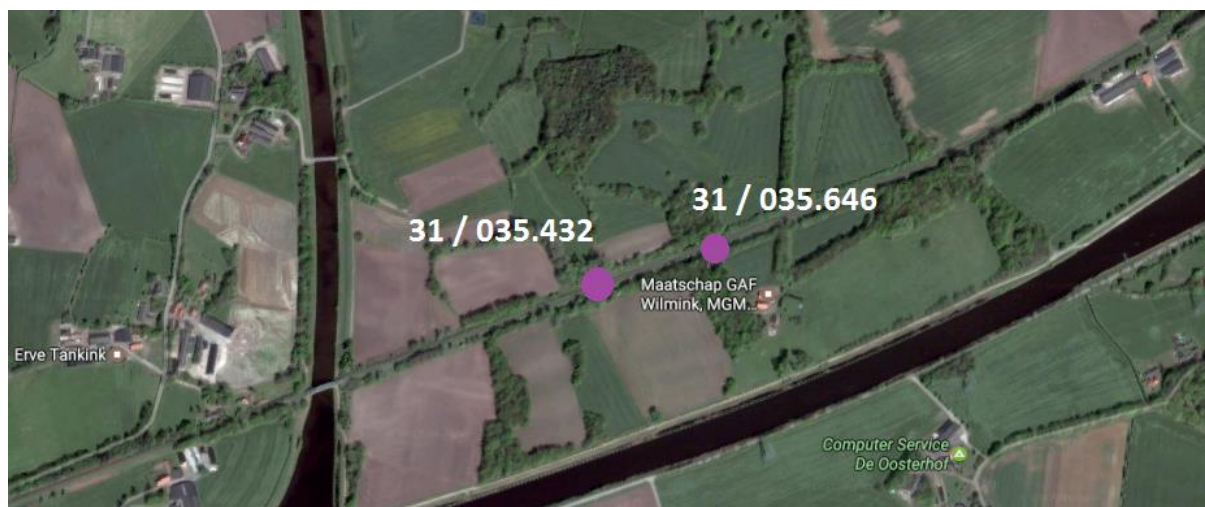 31 / 035.646
31 / 035.432
Maatschap GAF
Wilmink, MGM...
Erve Tankink
Computer Service
De Oosterhof